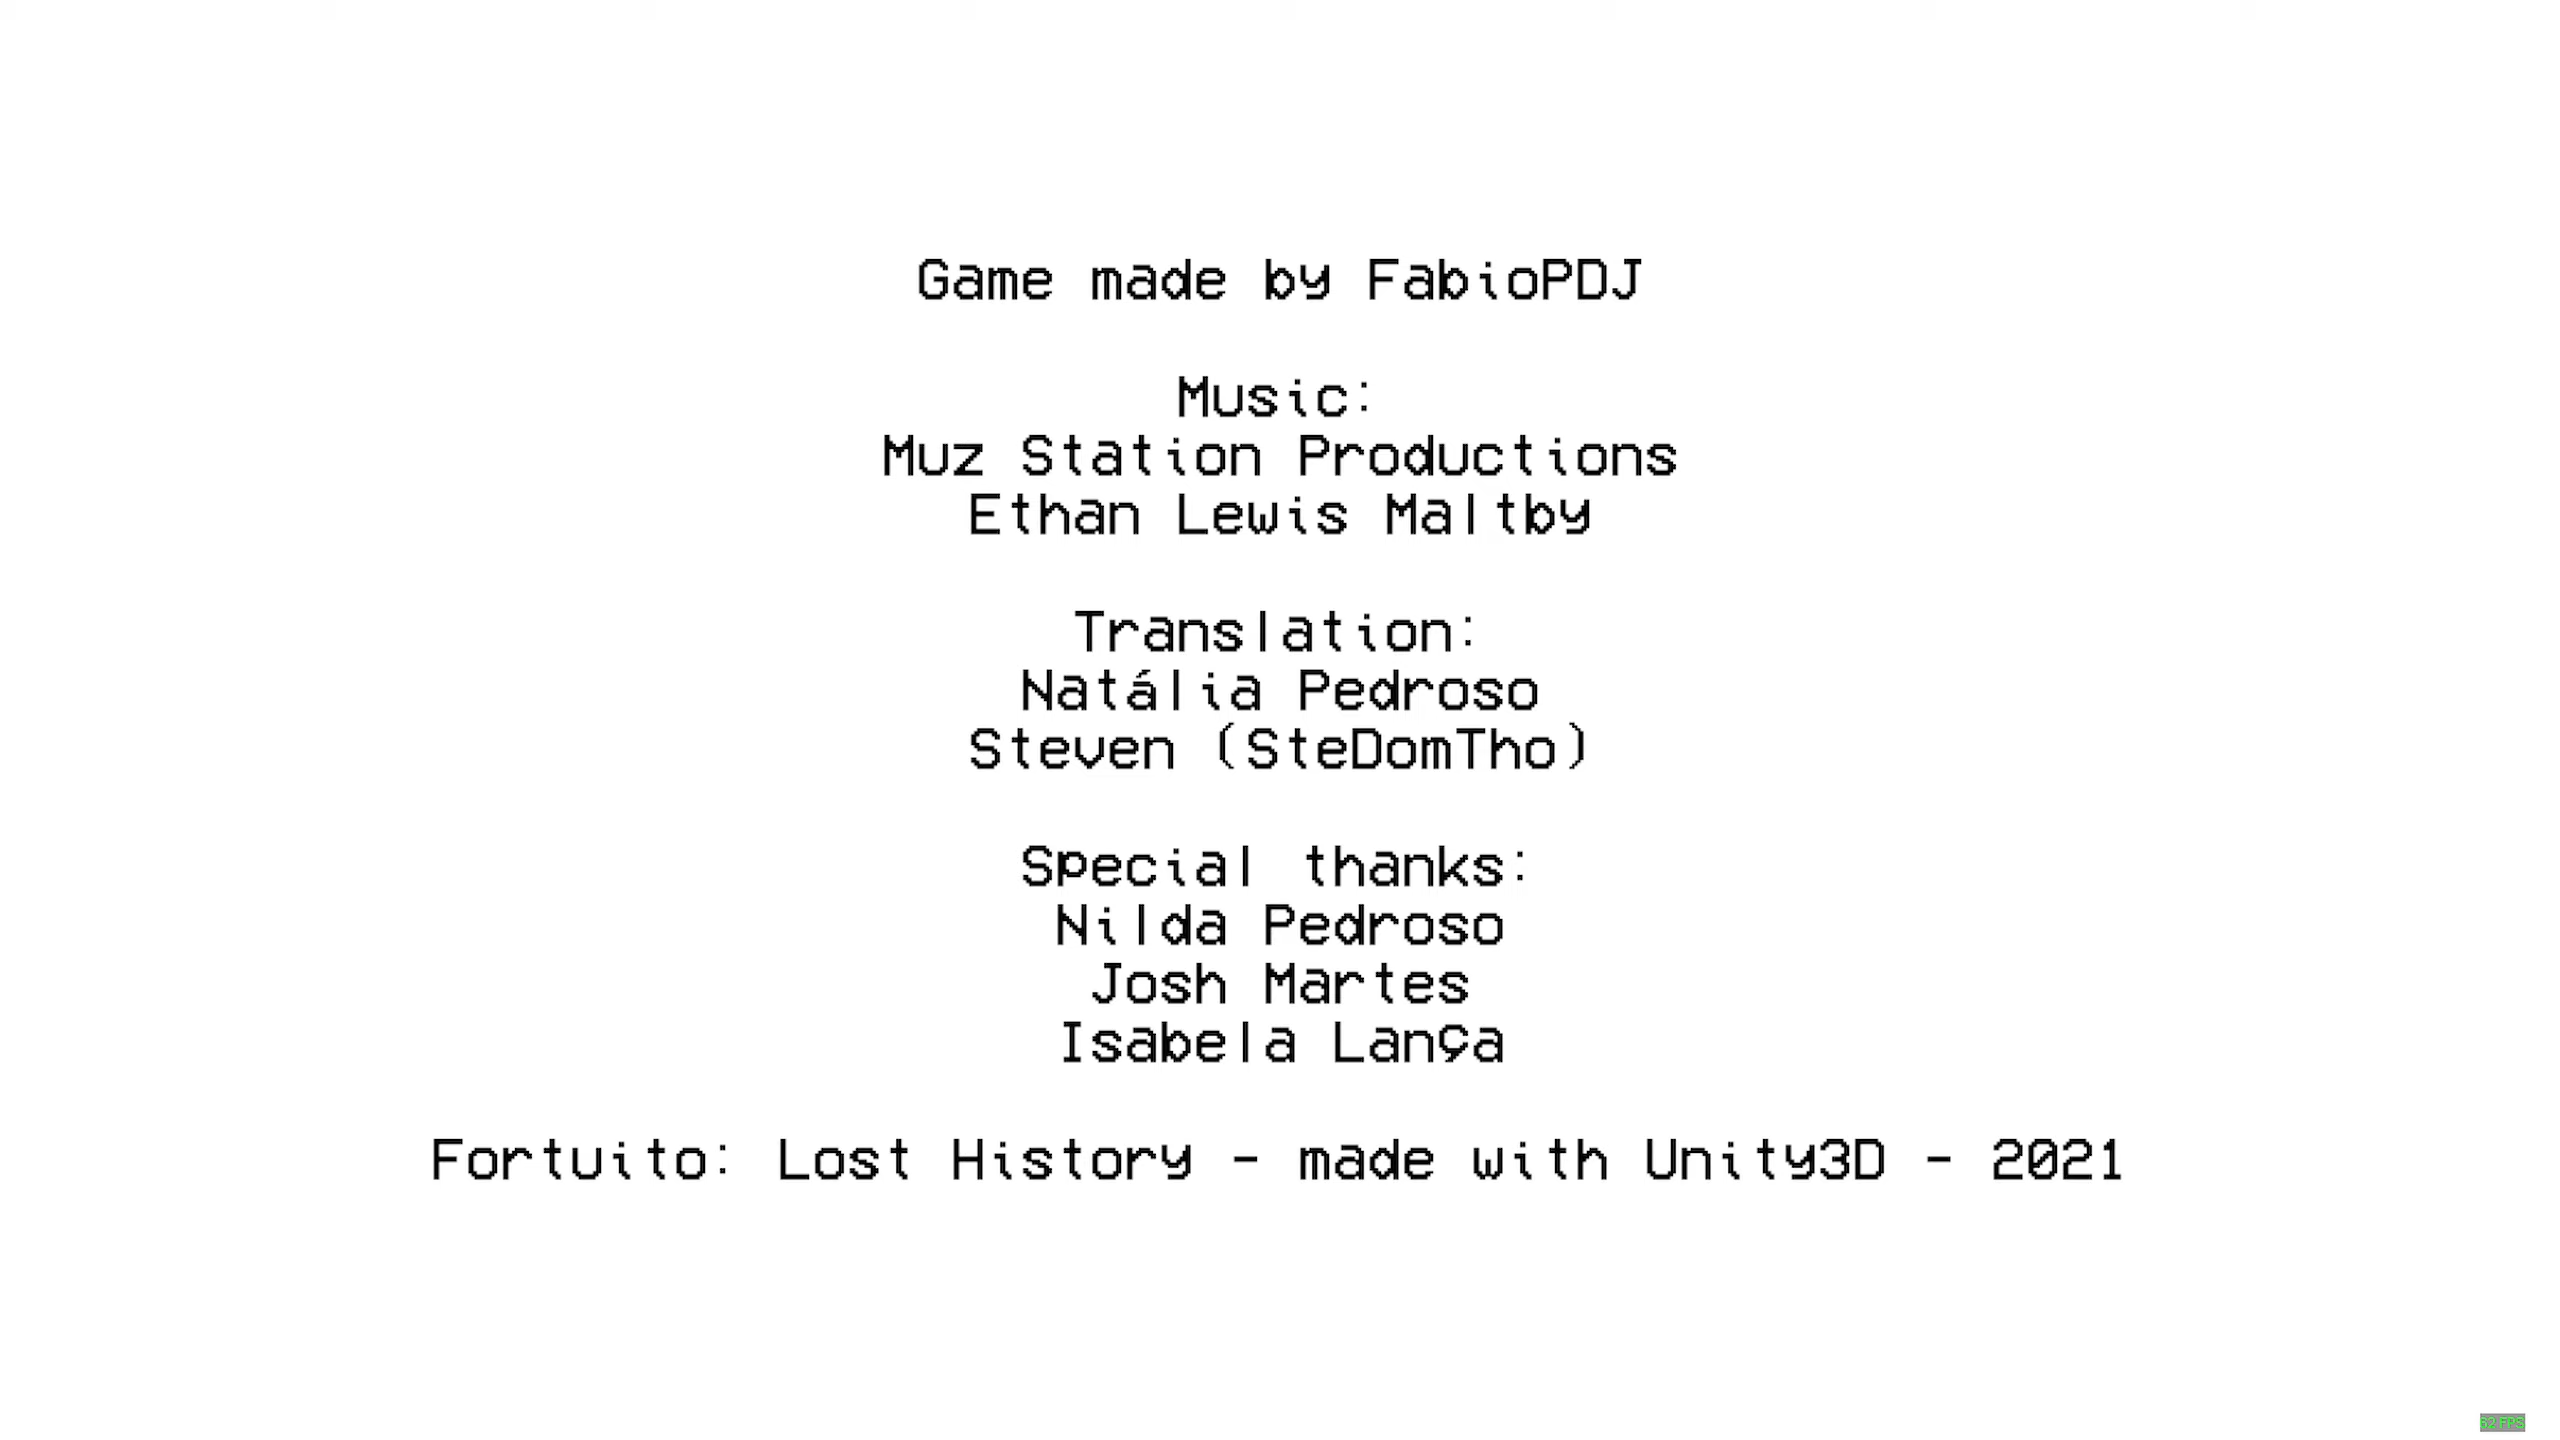 Game made by FabioPDJ
Music:
Muz Station Productions
Ethan Lewis Maltby
Translation:
Natália Pedroso
Steven (SteDomTho)
Special thanks:
Nilda Pedroso
Josh Martes
Isabela Lança
Fortuito: Lost History - made with Unity3D - 2021
FPS